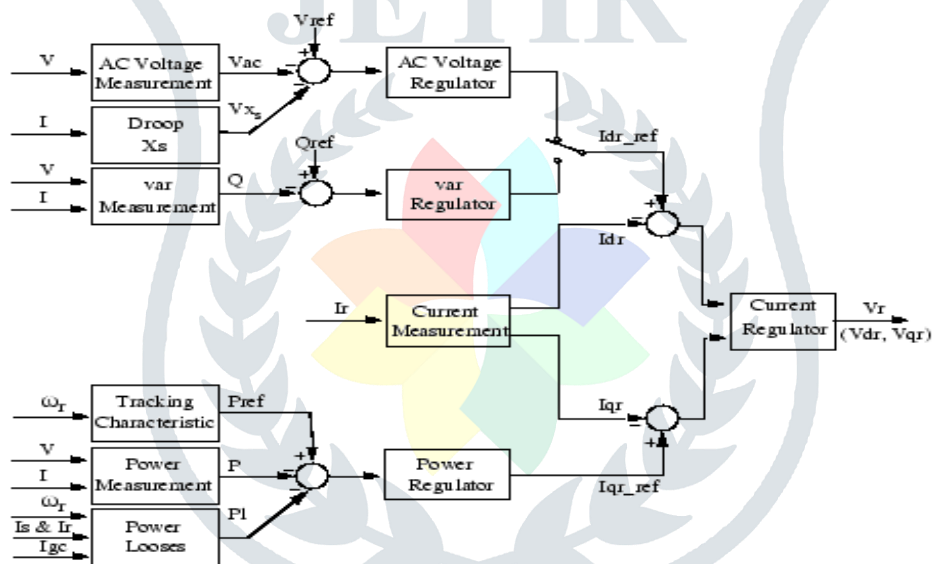 JETIR
Vref
V
AC Voltage
Measurement
Vac
AC Voltage
Regulator
I
Droop
Xs
Vxs
Qref
Idr_ref
V
I
var
Measurement
Q
var
Regulator
Idr
Ir
Current
Measurement
Current
Regulator
Vr
(Vdr, Vqr)
ωr
Tracking
Characteristic
Pref
Iqr
V
I
Power
Measurement
P
Power
Regulator
Iqr_ref
ωr
Is & Ir
Igc
Power
Looses
Pl